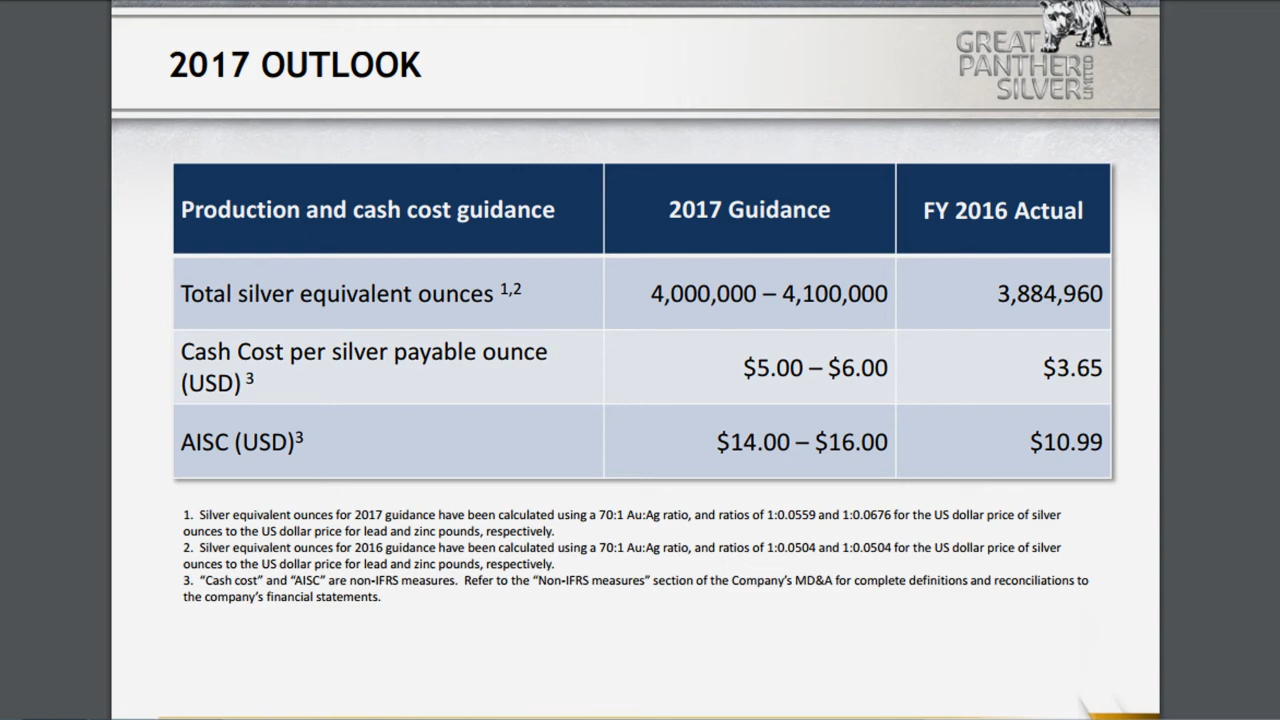 2017 OUTLOOK
GREAT
PANTHER
SILVER
LIMITED
Production and cash cost guidance
2017 Guidance
FY 2016 Actual
Total silver equivalent ounces 1,2
4,000,000 – 4,100,000
3,884,960
Cash Cost per silver payable ounce
(USD) 3
$5.00 – $6.00
$3.65
AISC (USD)3
$14.00 – $16.00
$10.99
1. Silver equivalent ounces for 2017 guidance have been calculated using a 70:1 Au:Ag ratio, and ratios of 1:0.0559 and 1:0.0676 for the US dollar price of silver
ounces to the US dollar price for lead and zinc pounds, respectively.
2. Silver equivalent ounces for 2016 guidance have been calculated using a 70:1 Au:Ag ratio, and ratios of 1:0.0504 and 1:0.0504 for the US dollar price of silver
ounces to the US dollar price for lead and zinc pounds, respectively.
3. “Cash cost” and “AISC” are non-IFRS measures. Refer to the “Non-IFRS measures” section of the Company’s MD&A for complete definitions and reconciliations to
the company’s financial statements.